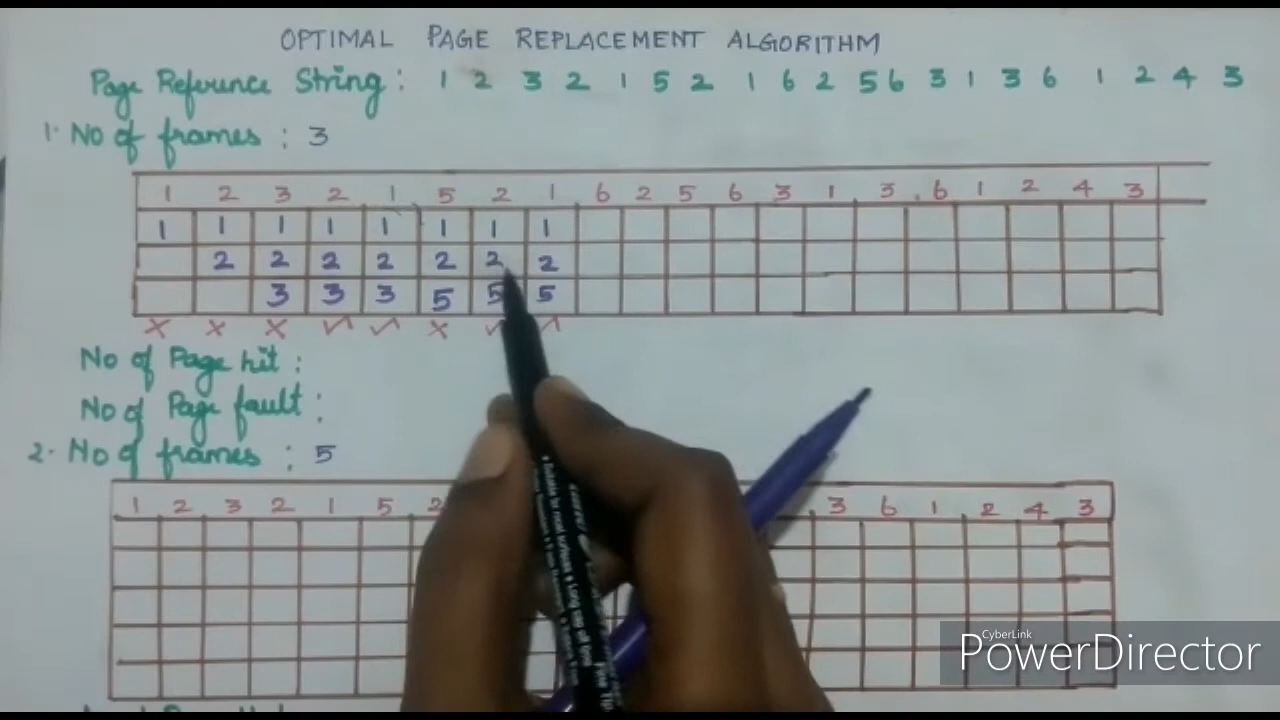 OPTIMAL PAGE REPLACEMENT ALGORITHM
Page Reference String : 1 2 3 2 1 5 2 1 6 2 5 6 3 1 3 6 1 2 4 3
1. No of frames : 3
1 2 3 2 1 5 2 1 6 2 5 6 3 1 3 6 1 2 4 3
1 1 1 1 1 1 1 1
2 2 2 2 2 2 2
3 3 3 5 5 5
× × × ✓ ✓ × ✓ ✓
No of Page hit :
No of Page fault :
2. No of frames : 5
1 2 3 2 1 5 2 3 6 1 2 4 3
CyberLink
PowerDirector